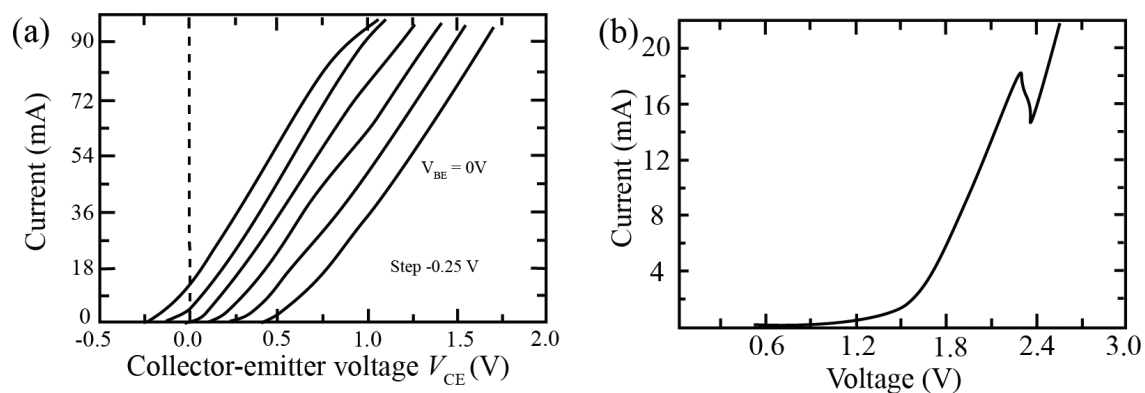 (a)
90
72
54
36
18
0
Current (mA)
V_BE = 0V
Step -0.25 V
-0.5
0.0
0.5
1.0
1.5
2.0
Collector-emitter voltage V_CE (V)
(b)
20
16
12
8
4
Current (mA)
0.6
1.2
1.8
2.4
3.0
Voltage (V)